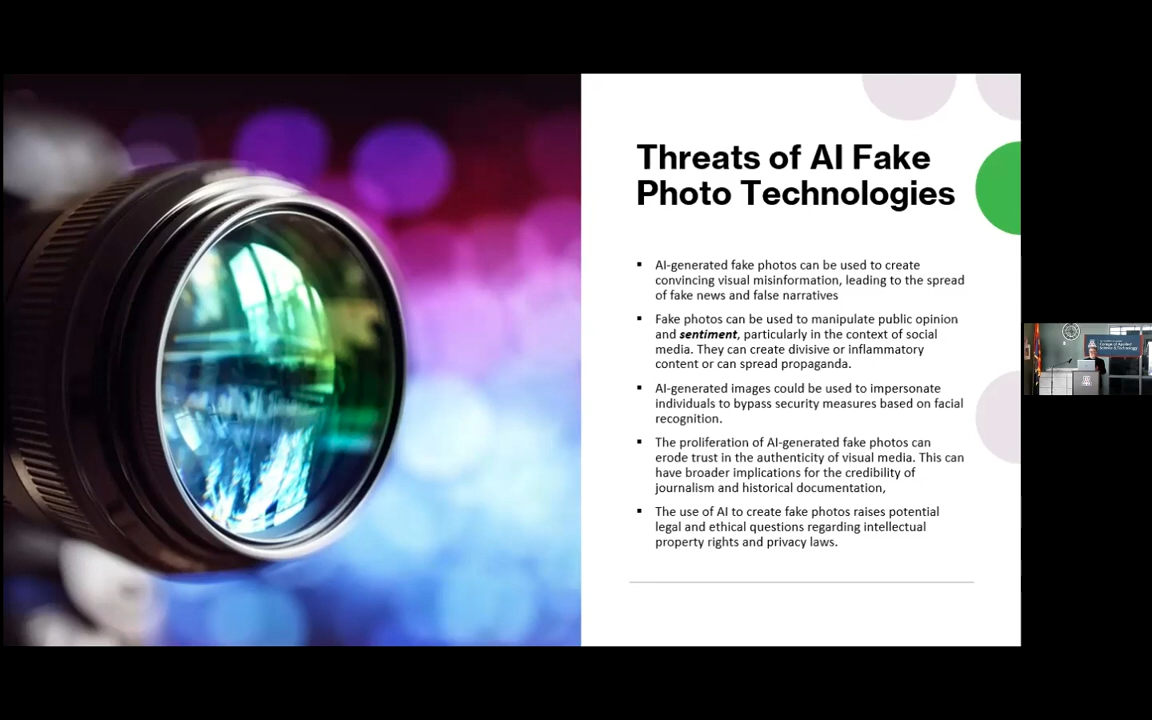 Threats of AI Fake
Photo Technologies
▪ AI-generated fake photos can be used to create
convincing visual misinformation, leading to the spread
of fake news and false narratives
▪ Fake photos can be used to manipulate public opinion
and sentiment, particularly in the context of social
media. They can create divisive or inflammatory
content or can spread propaganda.
▪ AI-generated images could be used to impersonate
individuals to bypass security measures based on facial
recognition.
▪ The proliferation of AI-generated fake photos can
erode trust in the authenticity of visual media. This can
have broader implications for the credibility of
journalism and historical documentation,
▪ The use of AI to create fake photos raises potential
legal and ethical questions regarding intellectual
property rights and privacy laws.
College of Applied
Science & Technology